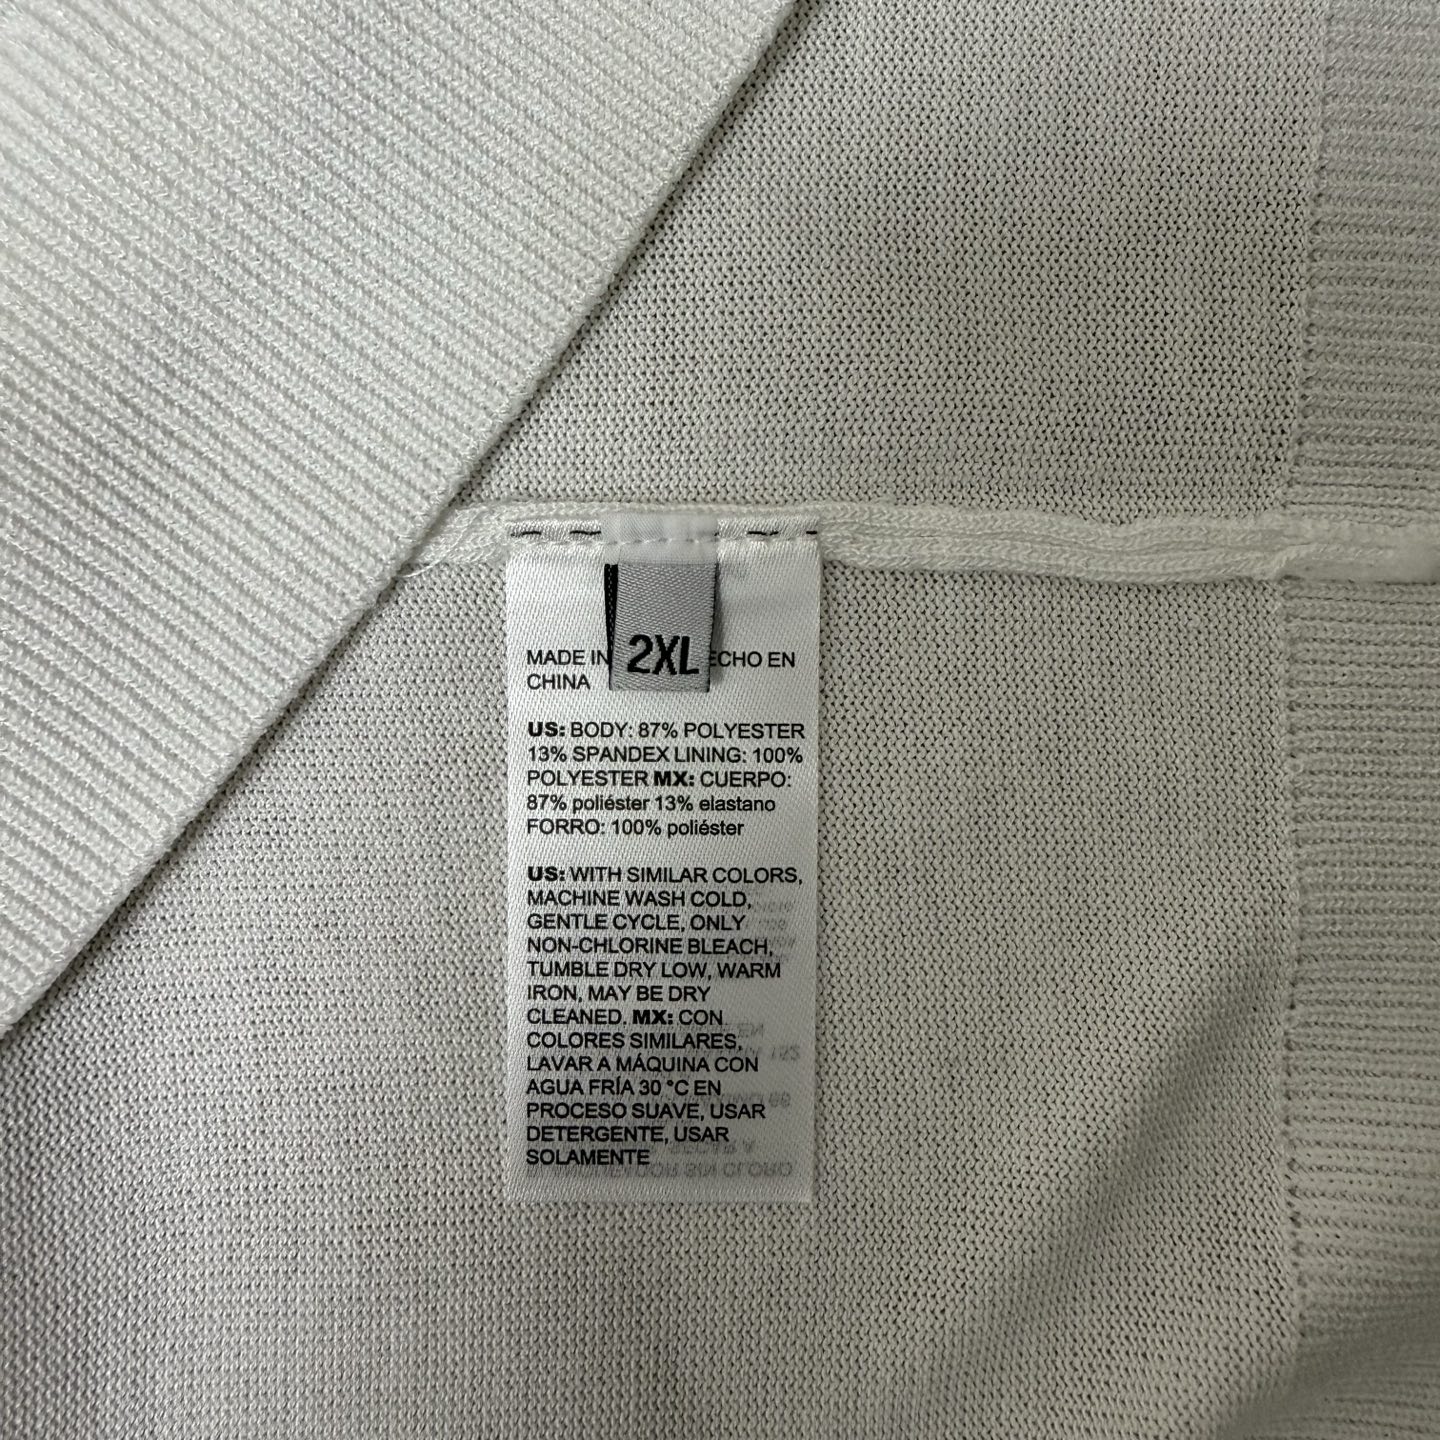 2XL
MADE IN ECHO EN
CHINA
US: BODY: 87% POLYESTER
13% SPANDEX LINING: 100%
POLYESTER MX: CUERPO:
87% poliéster 13% elastano
FORRO: 100% poliéster
US: WITH SIMILAR COLORS,
MACHINE WASH COLD,
GENTLE CYCLE, ONLY
NON-CHLORINE BLEACH,
TUMBLE DRY LOW, WARM
IRON, MAY BE DRY
CLEANED. MX: CON
COLORES SIMILARES,
LAVAR A MÁQUINA CON
AGUA FRÍA 30 °C EN
PROCESO SUAVE, USAR
DETERGENTE, USAR
SOLAMENTE